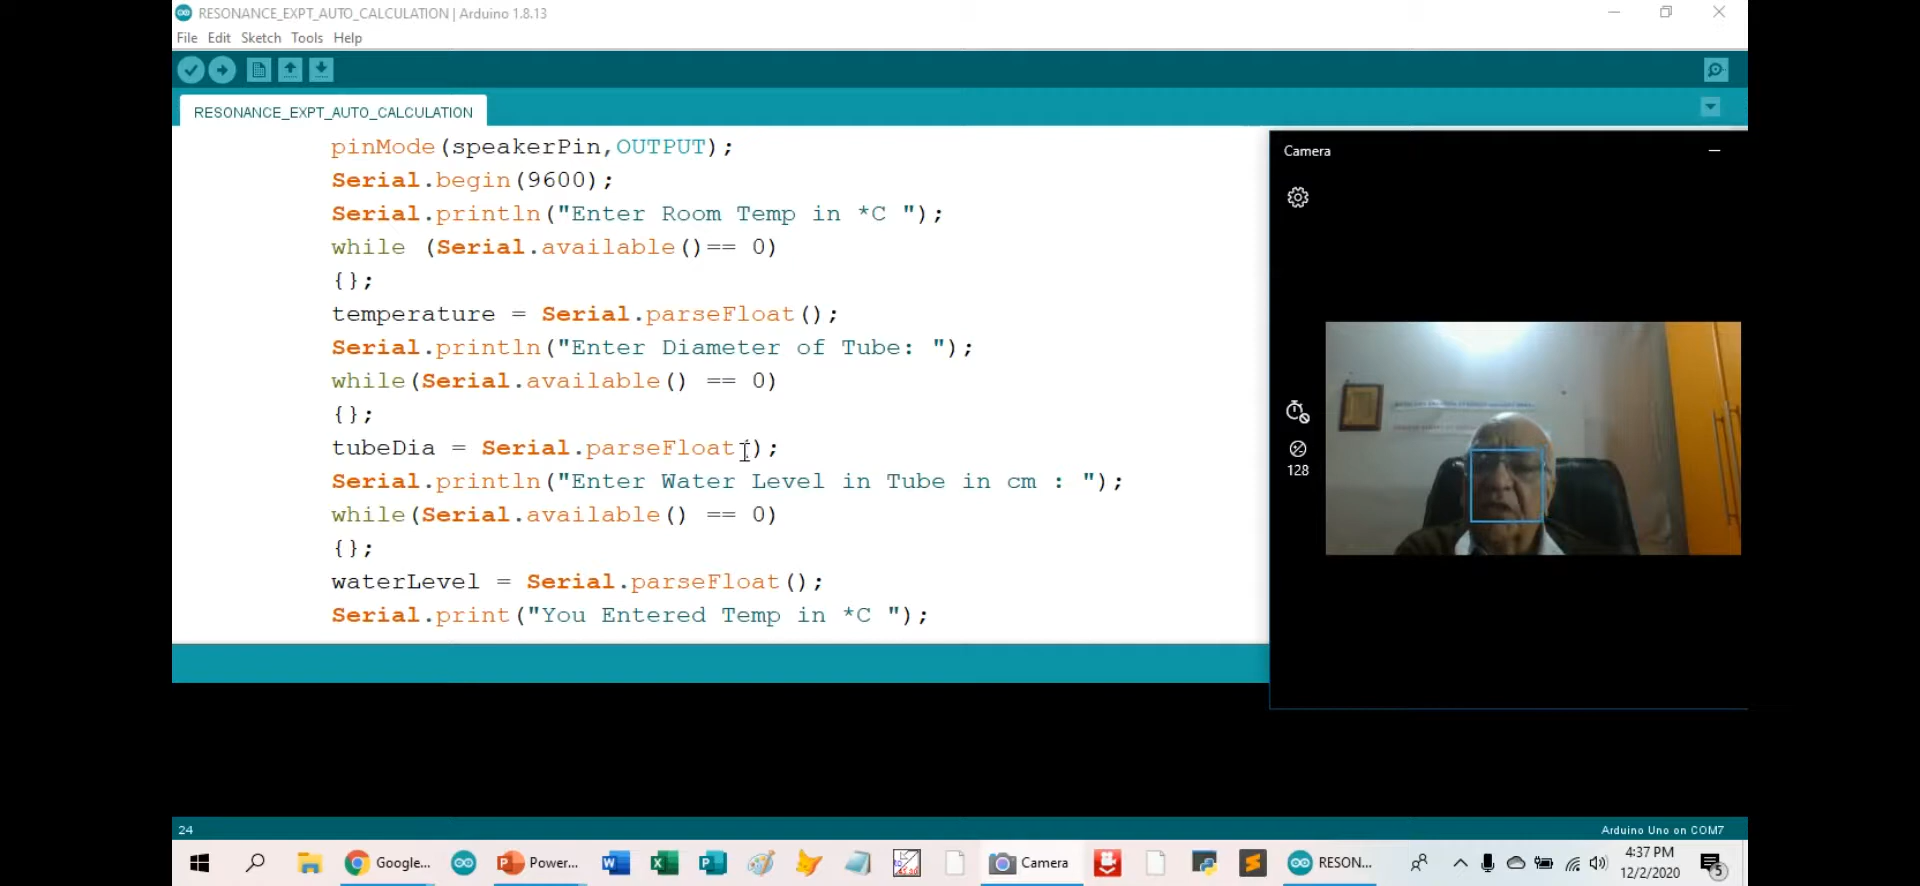 RESONANCE_EXPT_AUTO_CALCULATION | Arduino 1.8.13
File Edit Sketch Tools Help
RESONANCE_EXPT_AUTO_CALCULATION
pinMode(speakerPin,OUTPUT);
Serial.begin(9600);
Serial.println("Enter Room Temp in *C ");
while (Serial.available()== 0)
{};
temperature = Serial.parseFloat();
Serial.println("Enter Diameter of Tube: ");
while(Serial.available() == 0)
{};
tubeDia = Serial.parseFloat();
Serial.println("Enter Water Level in Tube in cm : ");
while(Serial.available() == 0)
{};
waterLevel = Serial.parseFloat();
Serial.print("You Entered Temp in *C ");
Camera
128
24
Arduino Uno on COM7
Google...
Power...
Camera
RESON...
4:37 PM
12/2/2020
5